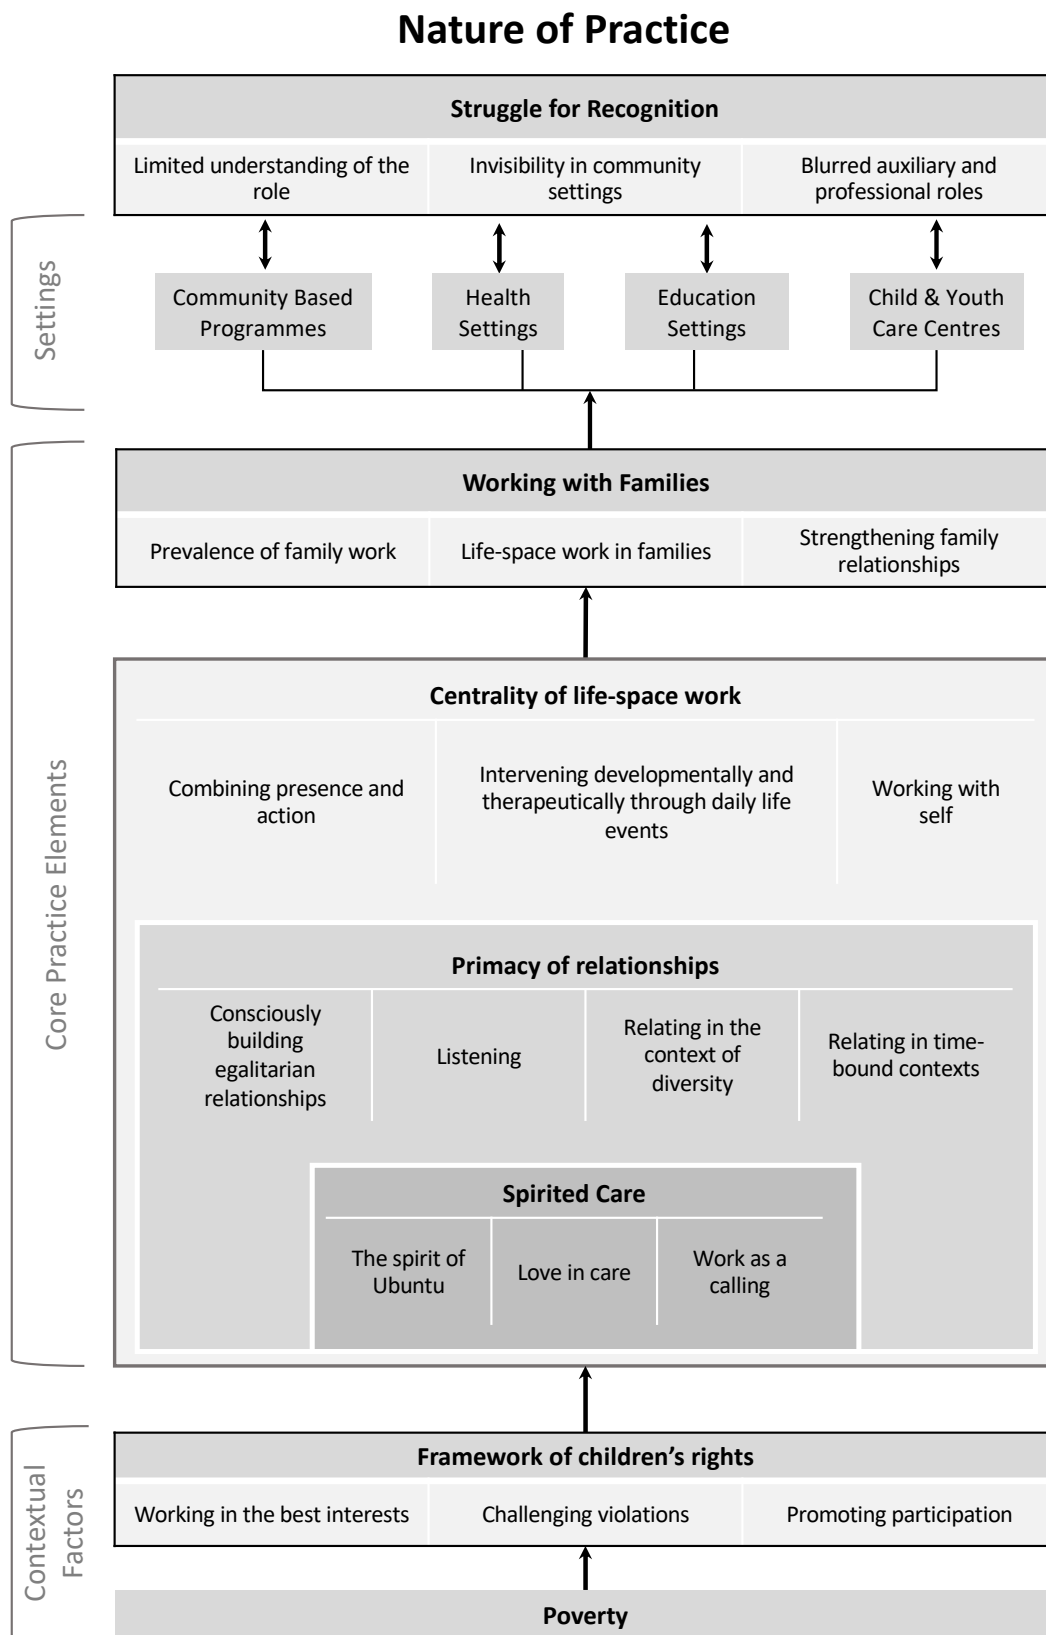 Nature of Practice
Struggle for Recognition
Limited understanding of the
role
Invisibility in community
settings
Blurred auxiliary and
professional roles
Settings
Community Based
Programmes
Health
Settings
Education
Settings
Child & Youth
Care Centres
Core Practice Elements
Working with Families
Prevalence of family work
Life-space work in families
Strengthening family
relationships
Centrality of life-space work
Combining presence and
action
Intervening developmentally and
therapeutically through daily life
events
Working with
self
Primacy of relationships
Consciously
building
egalitarian
relationships
Listening
Relating in the
context of
diversity
Relating in time-
bound contexts
Spirited Care
The spirit of
Ubuntu
Love in care
Work as a
calling
Contextual
Factors
Framework of children’s rights
Working in the best interests
Challenging violations
Promoting participation
Poverty